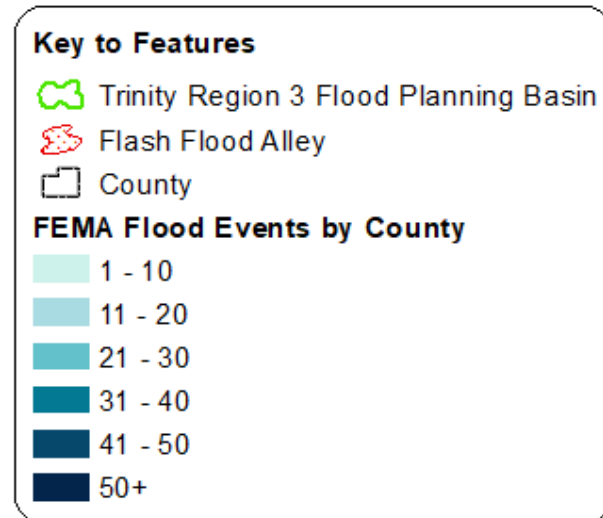 Key to Features
Trinity Region 3 Flood Planning Basin
Flash Flood Alley
County
FEMA Flood Events by County
1 - 10
11 - 20
21 - 30
31 - 40
41 - 50
50+